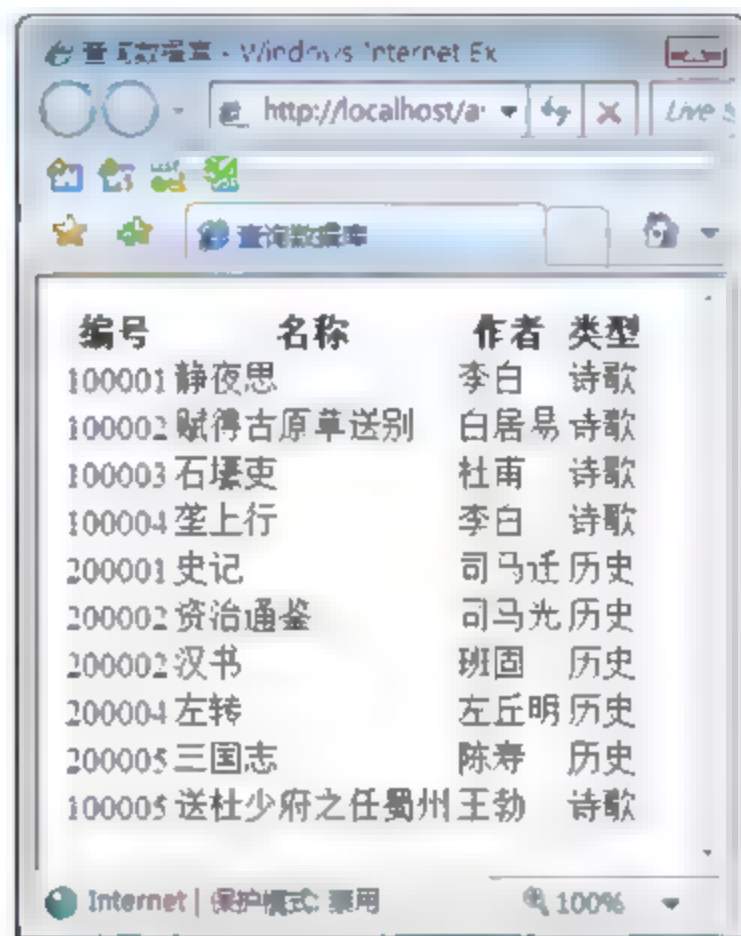 查询数据库 - Windows Internet Ex
http://localhost/a
Live
查询数据库
编号 名称 作者 类型
100001 静夜思 李白 诗歌
100002 赋得古原草送别 白居易 诗歌
100003 石壕吏 杜甫 诗歌
100004 垄上行 李白 诗歌
200001 史记 司马迁 历史
200002 资治通鉴 司马光 历史
200002 汉书 班固 历史
200004 左转 左丘明 历史
200005 三国志 陈寿 历史
100005 送杜少府之任蜀州 王勃 诗歌
Internet | 保护模式: 禁用 100%